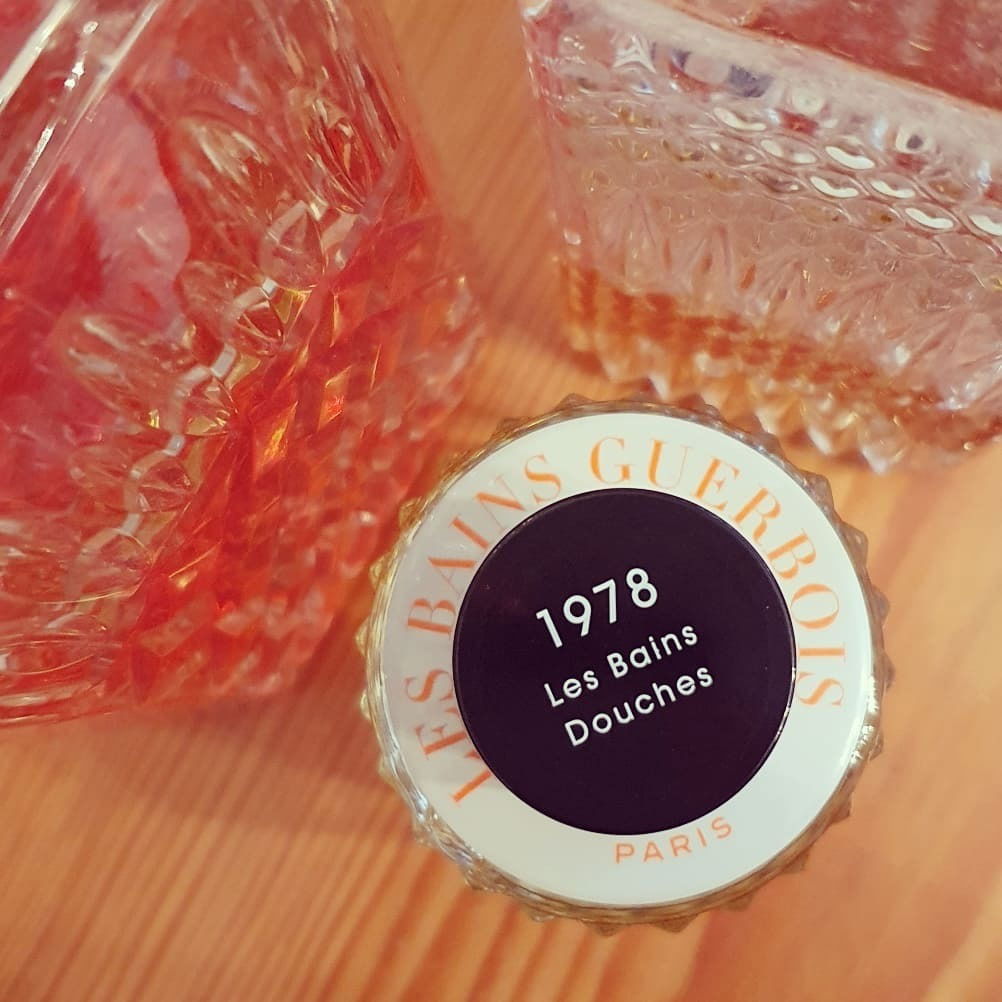 LES BAINS GUERBOIS
1978
Les Bains
Douches
PARIS